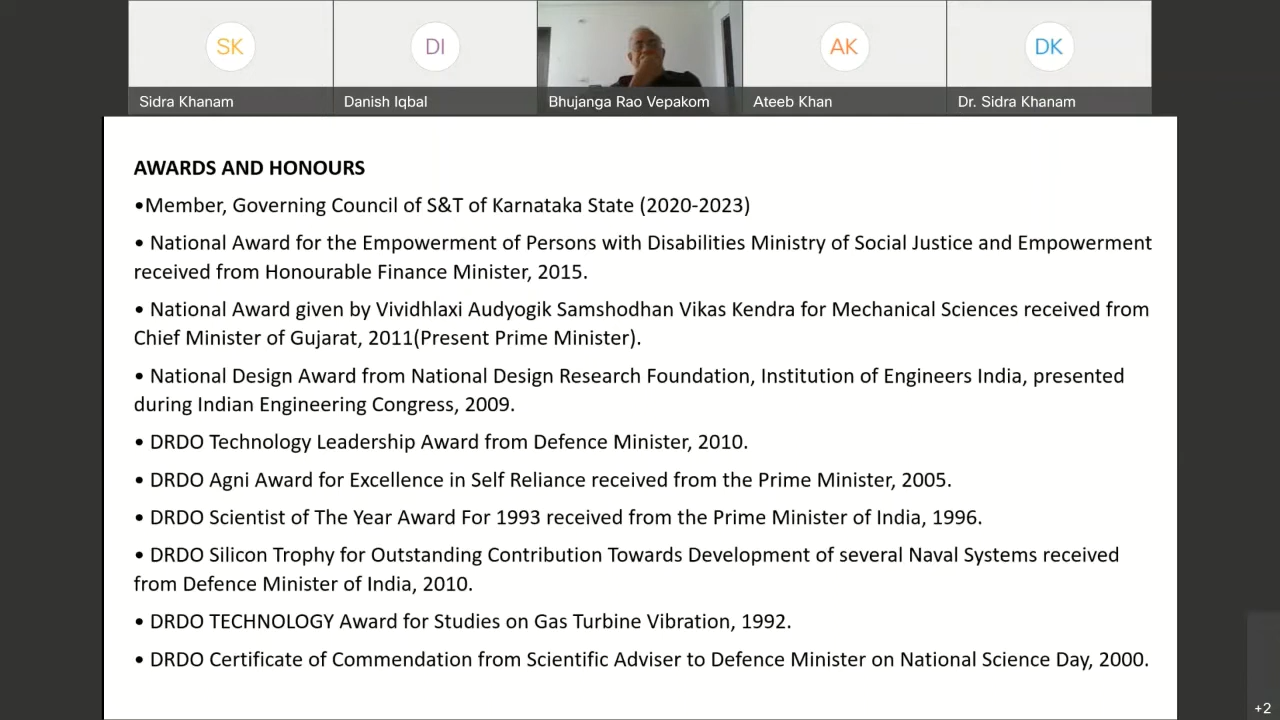 SK
DI
AK
DK
Sidra Khanam
Danish Iqbal
Bhujanga Rao Vepakom
Ateeb Khan
Dr. Sidra Khanam
AWARDS AND HONOURS
•Member, Governing Council of S&T of Karnataka State (2020-2023)
• National Award for the Empowerment of Persons with Disabilities Ministry of Social Justice and Empowerment
received from Honourable Finance Minister, 2015.
• National Award given by Vividhlaxi Audyogik Samshodhan Vikas Kendra for Mechanical Sciences received from
Chief Minister of Gujarat, 2011(Present Prime Minister).
• National Design Award from National Design Research Foundation, Institution of Engineers India, presented
during Indian Engineering Congress, 2009.
• DRDO Technology Leadership Award from Defence Minister, 2010.
• DRDO Agni Award for Excellence in Self Reliance received from the Prime Minister, 2005.
• DRDO Scientist of The Year Award For 1993 received from the Prime Minister of India, 1996.
• DRDO Silicon Trophy for Outstanding Contribution Towards Development of several Naval Systems received
from Defence Minister of India, 2010.
• DRDO TECHNOLOGY Award for Studies on Gas Turbine Vibration, 1992.
• DRDO Certificate of Commendation from Scientific Adviser to Defence Minister on National Science Day, 2000.
+2